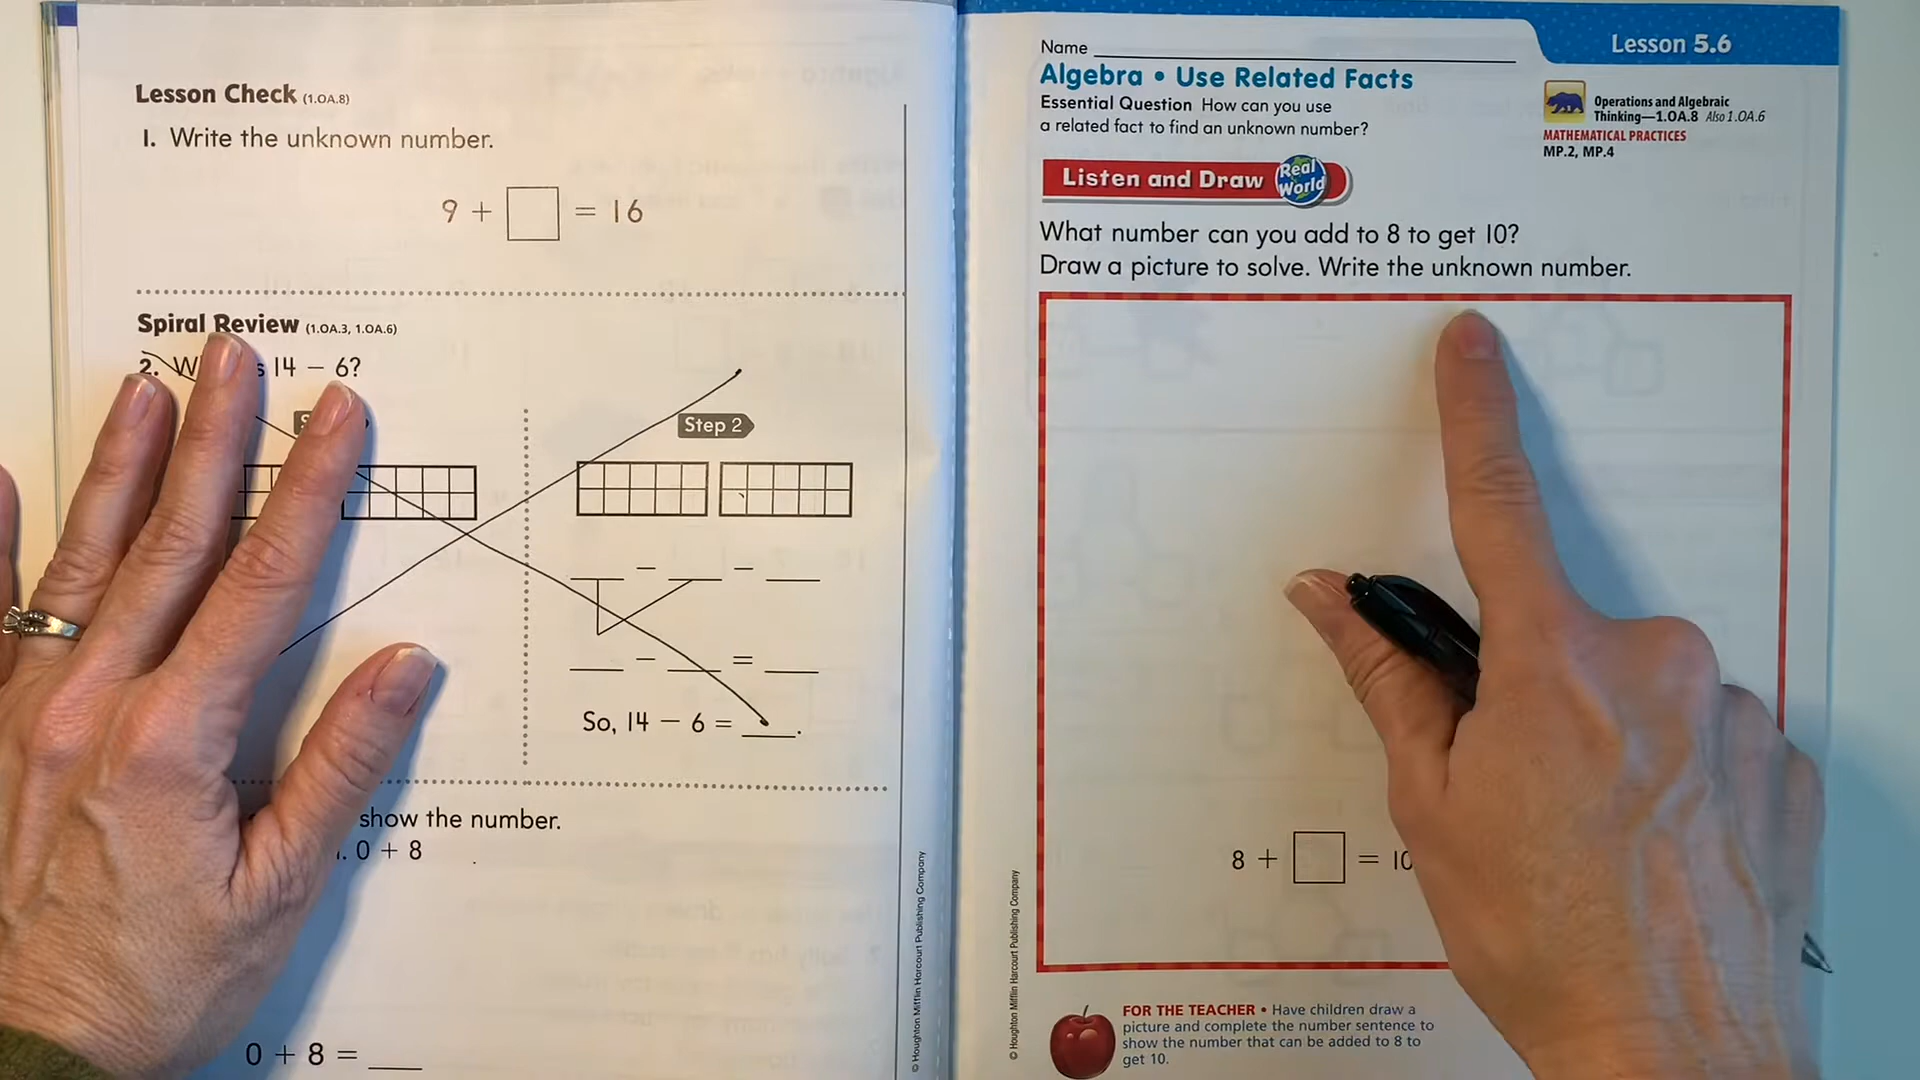 Lesson Check (1.OA.8)
1. Write the unknown number.
9 + = 16
Spiral Review (1.OA.3, 1.OA.6)
2. 14 − 6?
Step 2
− −
− =
So, 14 − 6 = ___.
show the number.
0 + 8
0 + 8 = ___
© Houghton Mifflin Harcourt Publishing Company
Name
Lesson 5.6
Algebra • Use Related Facts
Essential Question How can you use
a related fact to find an unknown number?
Operations and Algebraic
Thinking—1.OA.8 Also 1.OA.6
MATHEMATICAL PRACTICES
MP.2, MP.4
Listen and Draw Real World
What number can you add to 8 to get 10?
Draw a picture to solve. Write the unknown number.
8 + = 10
© Houghton Mifflin Harcourt Publishing Company
FOR THE TEACHER • Have children draw a
picture and complete the number sentence to
show the number that can be added to 8 to
get 10.